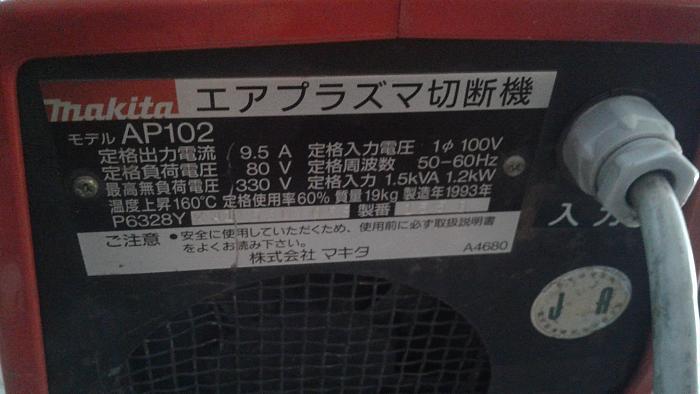 makita エアプラズマ切断機
モデル AP102
定格出力電流 9.5 A 定格入力電圧 1φ 100V
定格負荷電圧 80 V 定格周波数 50-60Hz
最高無負荷電圧 330 V 定格入力 1.5kVA 1.2kW
温度上昇160℃ 定格使用率60% 質量19kg 製造年1993年
P6328Y 製番
ご注意 ●安全に使用していただくため、使用前に必ず取扱説明書
をよくお読み下さい。
株式会社 マキタ A4680
入力
J A